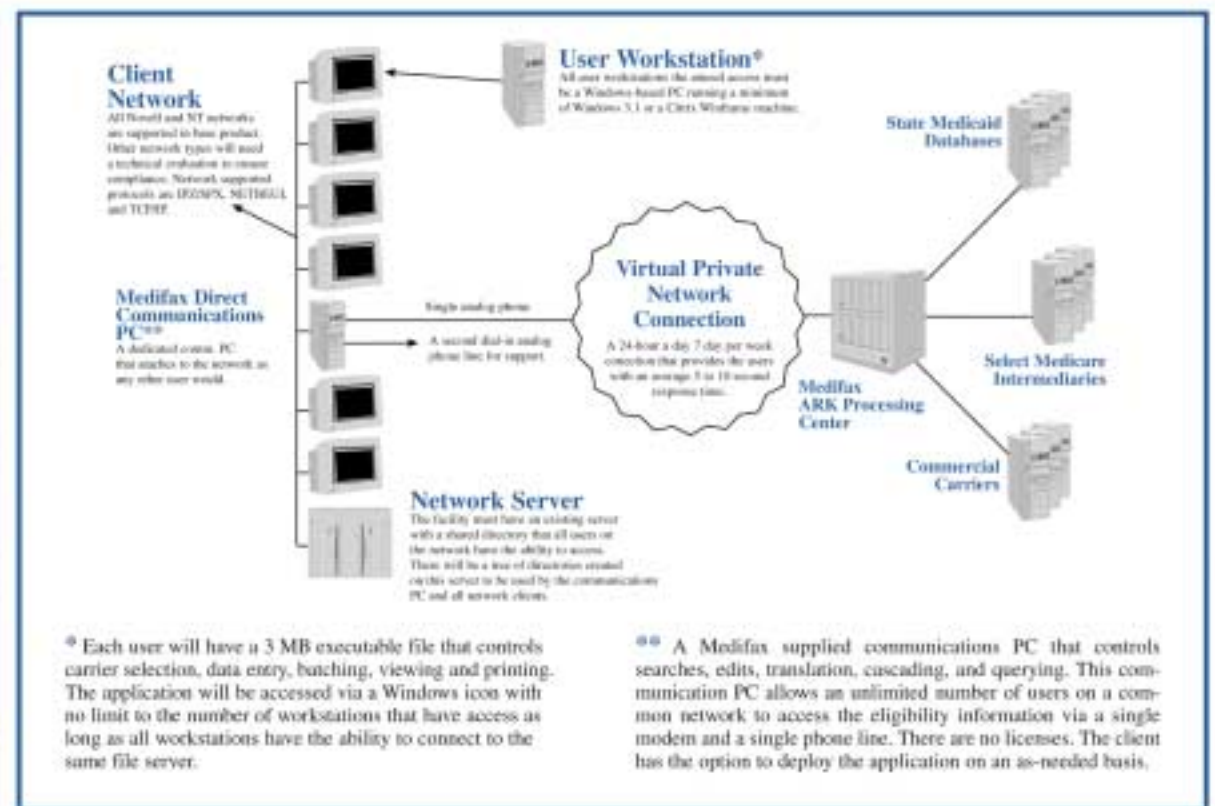 Client
Network
All Novell and NT networks
are supported in base product.
Other network types will need
a technical evaluation to ensure
compliance. Network supported
protocols are IPX/SPX, NETBEUI,
and TCP/IP.
User Workstation*
All user workstations the attend access must
be a Windows-based PC running a minimum
of Windows 3.1 or a Citrix Winframe machine.
State Medicaid
Databases
Medifax Direct
Communications
PC**
A dedicated comm. PC
that attaches to the network as
any other user would.
Single analog phone
A second dial-in analog
phone line for support.
Virtual Private
Network
Connection
A 24-hour a day 7 day per week
conection that provides the users
with an average 5 to 10 second
response time.
Medifax
ARK Processing
Center
Select Medicare
Intermediaries
Commercial
Carriers
Network Server
The facility must have an existing server
with a shared directory that all users on
the network have the ability to access.
There will be a tree of directories created
on this server to be used by the communications
PC and all network clients.
* Each user will have a 3 MB executable file that controls
carrier selection, data entry, batching, viewing and printing.
The application will be accessed via a Windows icon with
no limit to the number of workstations that have access as
long as all workstations have the ability to connect to the
same file server.
** A Medifax supplied communications PC that controls
searches, edits, translation, cascading, and querying. This com-
munication PC allows an unlimited number of users on a com-
mon network to access the eligibility information via a single
modem and a single phone line. There are no licenses. The client
has the option to deploy the application on an as-needed basis.